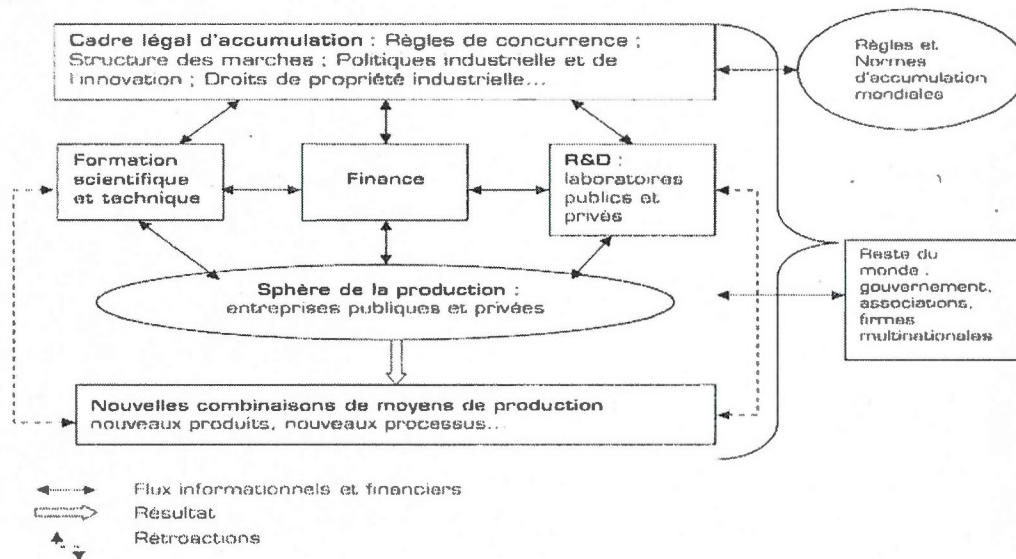 Cadre légal d'accumulation : Règles de concurrence ;
Structure des marches ; Politiques industrielle et de
l'innovation ; Droits de propriété industrielle...
Règles et
Normes
d'accumulation
mondiales
Formation
scientifique
et technique
Finance
R&D :
laboratoires
publics et
privés
Sphère de la production :
entreprises publiques et privées
Reste du
monde :
gouvernement,
associations,
firmes
multinationales
Nouvelles combinaisons de moyens de production
nouveaux produits, nouveaux processus...
Flux informationnels et financiers
Résultat
Rétroactions